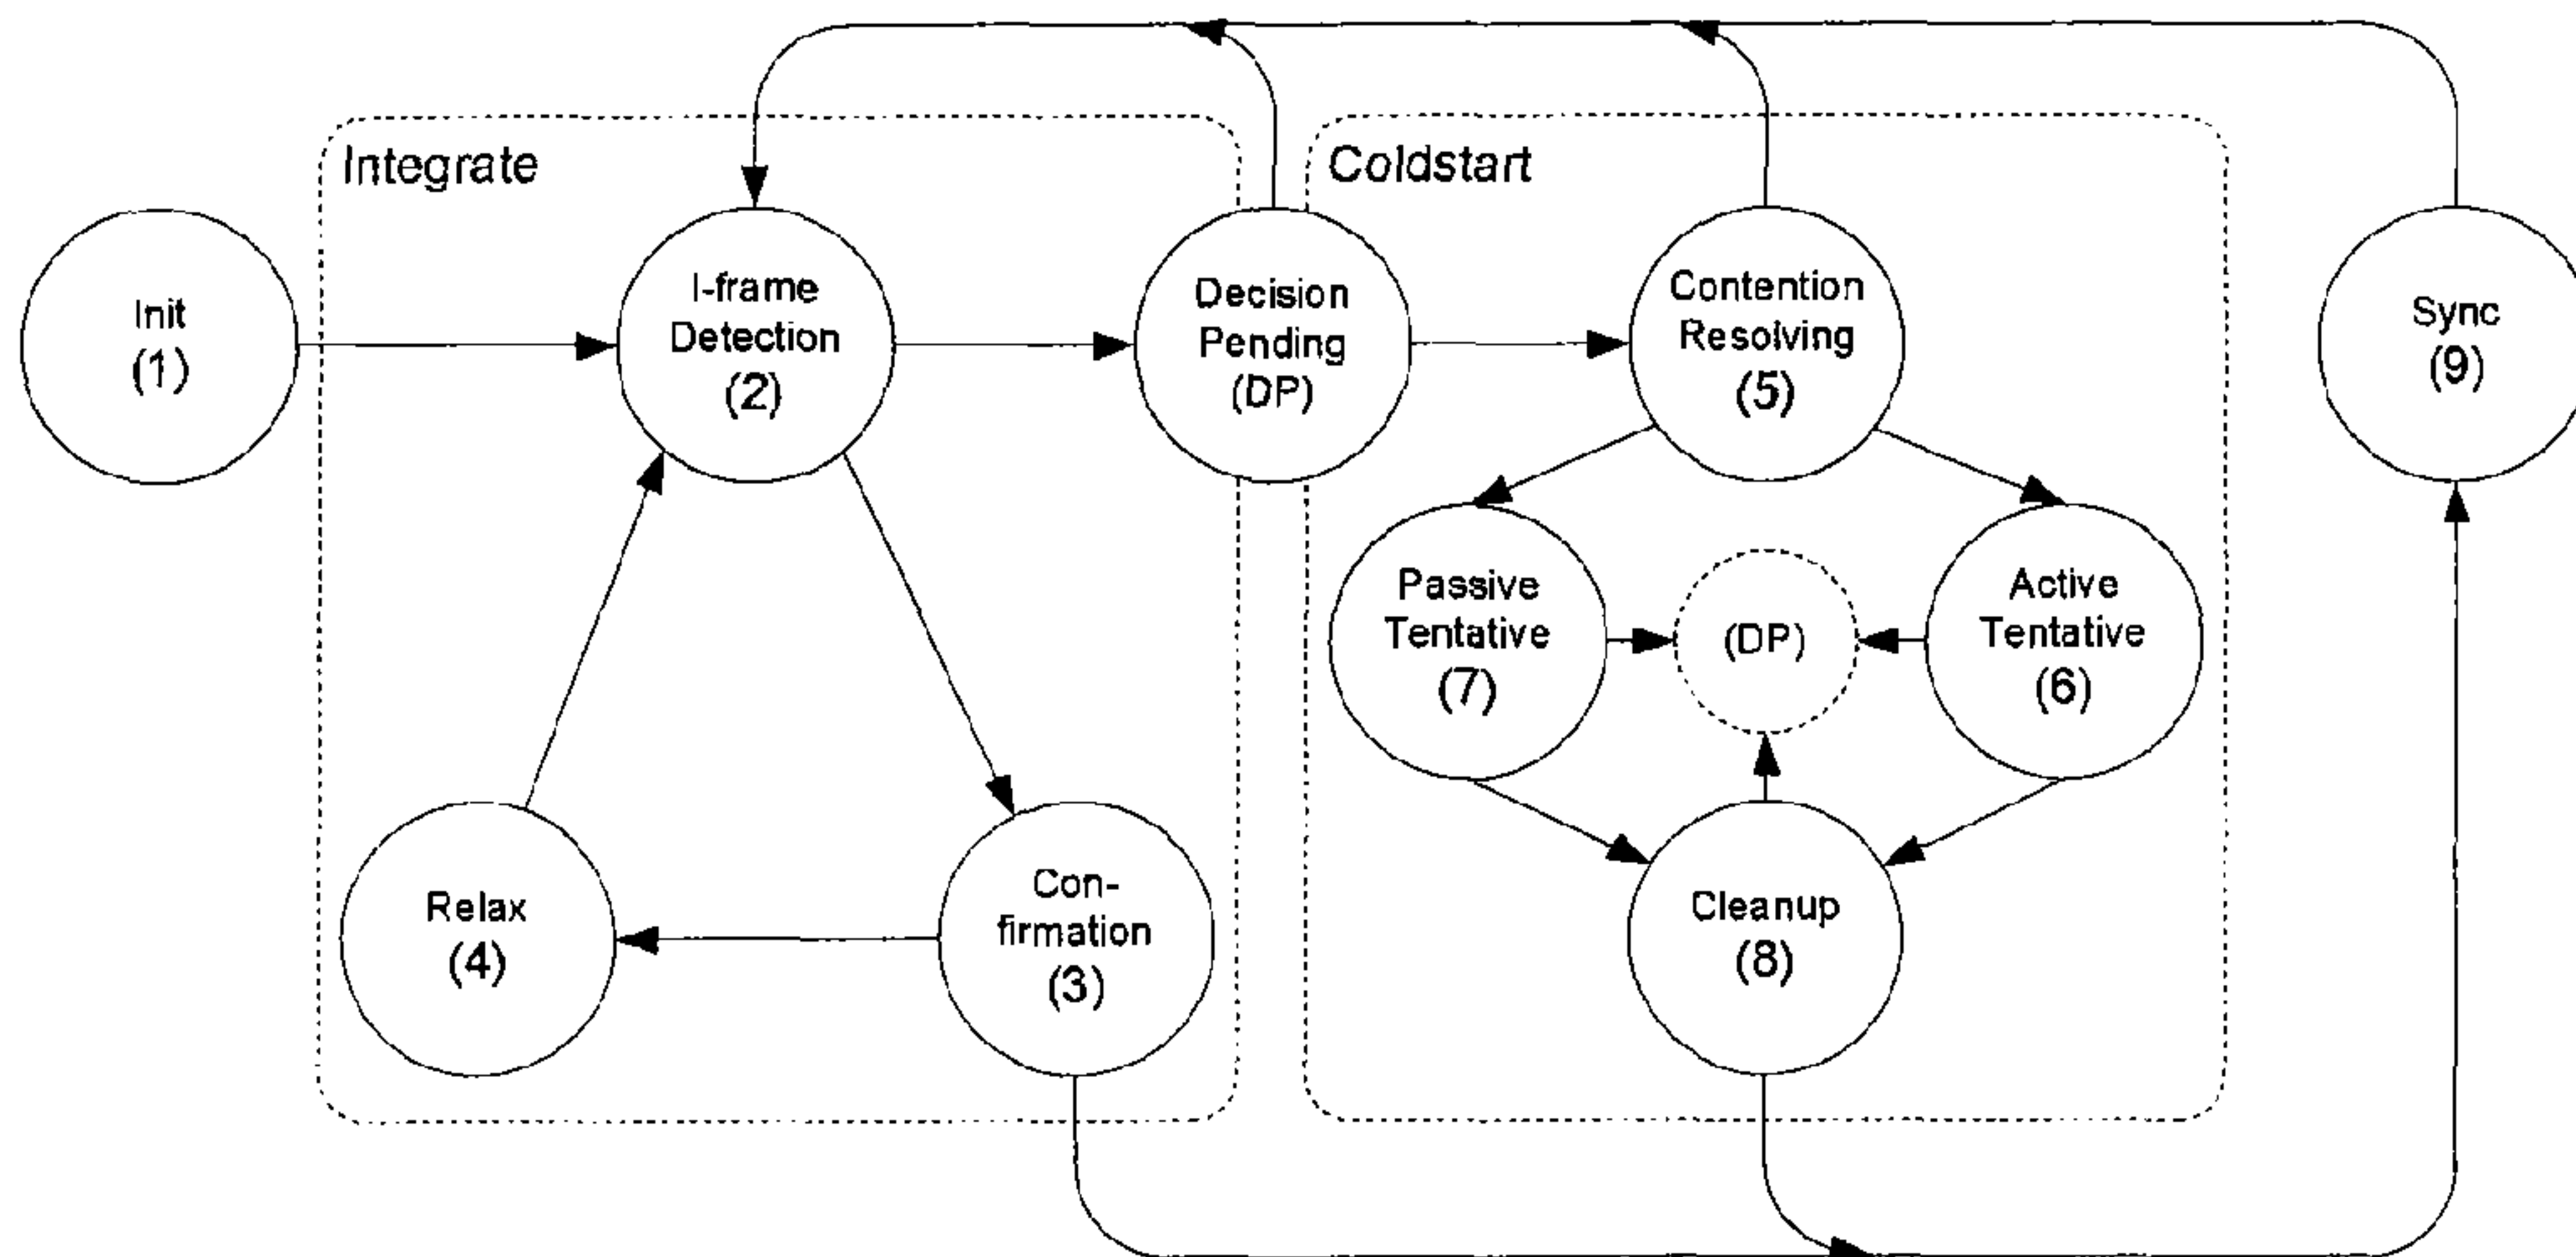 Integrate
Coldstart
Init
(1)
I-frame
Detection
(2)
Decision
Pending
(DP)
Contention
Resolving
(5)
Sync
(9)
Passive
Tentative
(7)
(DP)
Active
Tentative
(6)
Relax
(4)
Con-
firmation
(3)
Cleanup
(8)